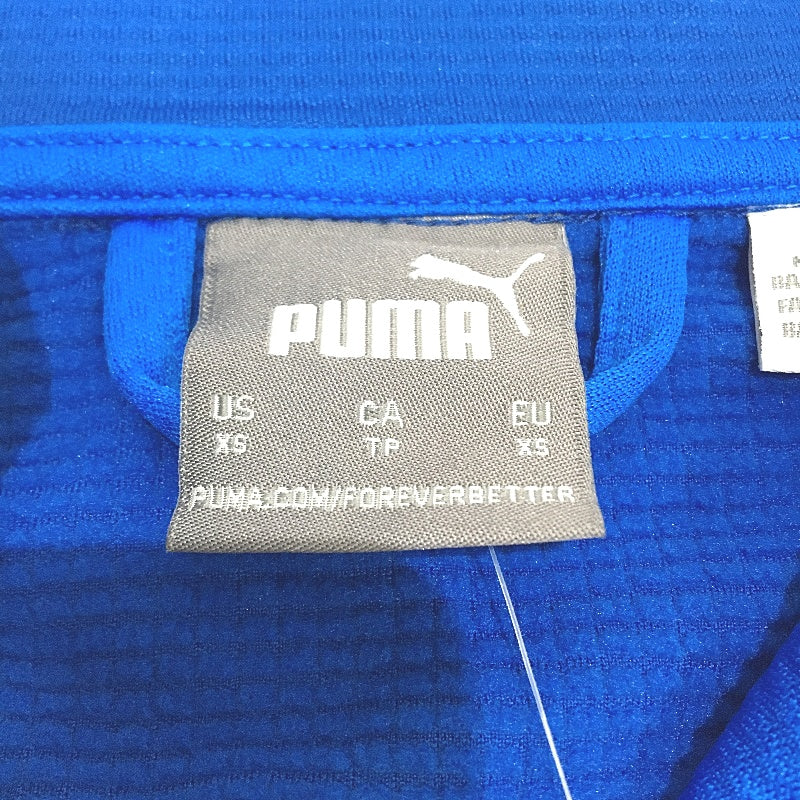 PUMA
US CA EU
XS TP XS
PUMA.COM/FOREVERBETTER